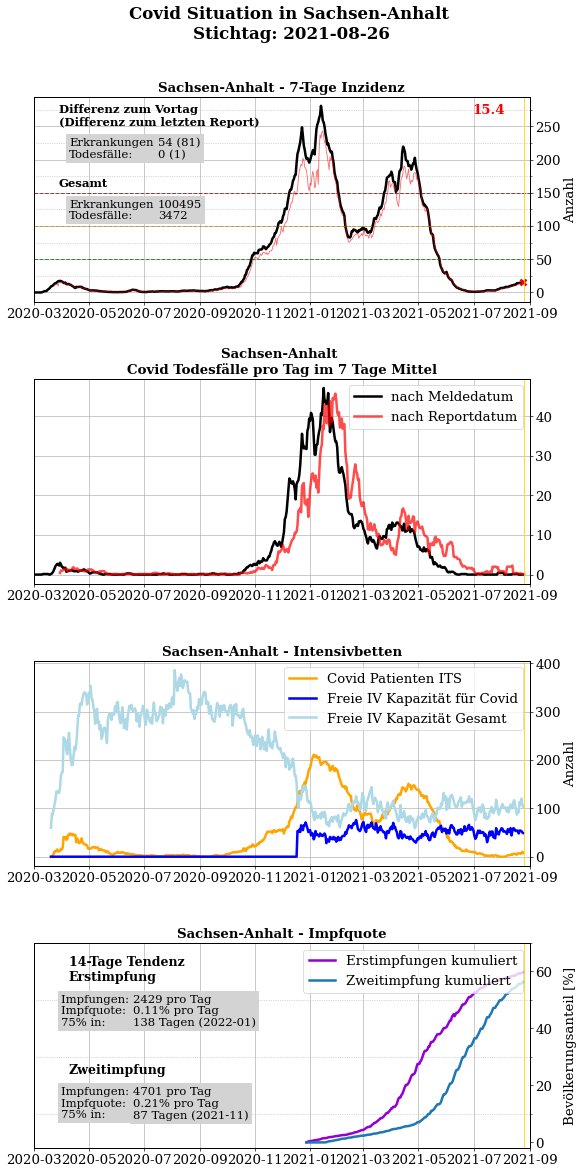 Covid Situation in Sachsen-Anhalt
Stichtag: 2021-08-26
Sachsen-Anhalt - 7-Tage Inzidenz
Differenz zum Vortag
(Differenz zum letzten Report)
15.4
Erkrankungen 54 (81)
Todesfälle: 0 (1)
Gesamt
Erkrankungen 100495
Todesfälle: 3472
250
200
150
100
50
0
Anzahl
2020-03 2020-05 2020-07 2020-09 2020-11 2021-01 2021-03 2021-05 2021-07 2021-09
Sachsen-Anhalt
Covid Todesfälle pro Tag im 7 Tage Mittel
nach Meldedatum
nach Reportdatum
40
30
20
10
0
2020-03 2020-05 2020-07 2020-09 2020-11 2021-01 2021-03 2021-05 2021-07 2021-09
Sachsen-Anhalt - Intensivbetten
Covid Patienten ITS
Freie IV Kapazität für Covid
Freie IV Kapazität Gesamt
400
300
200
100
0
Anzahl
2020-03 2020-05 2020-07 2020-09 2020-11 2021-01 2021-03 2021-05 2021-07 2021-09
Sachsen-Anhalt - Impfquote
14-Tage Tendenz
Erstimpfung
Impfungen: 2429 pro Tag
Impfquote: 0.11% pro Tag
75% in: 138 Tagen (2022-01)
Zweitimpfung
Impfungen: 4701 pro Tag
Impfquote: 0.21% pro Tag
75% in: 87 Tagen (2021-11)
Erstimpfungen kumuliert
Zweitimpfung kumuliert
60
40
20
0
Bevölkerungsanteil [%]
2020-03 2020-05 2020-07 2020-09 2020-11 2021-01 2021-03 2021-05 2021-07 2021-09